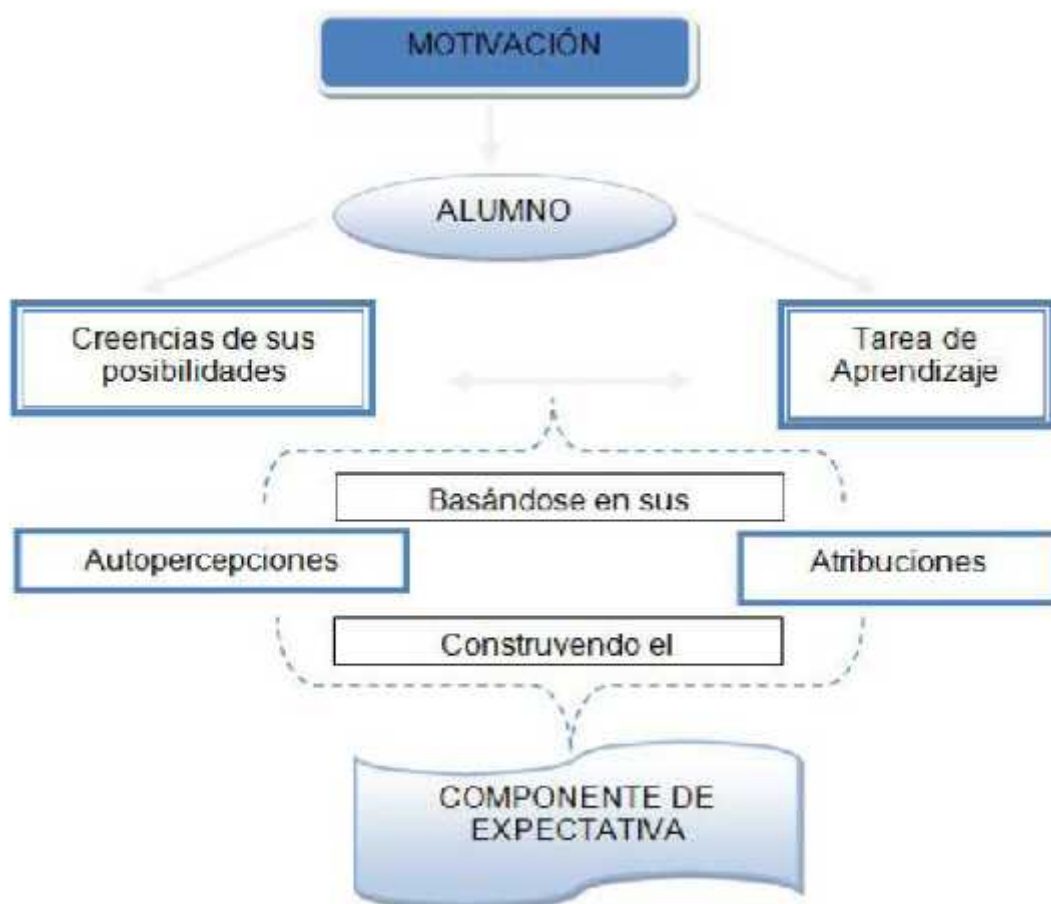 MOTIVACIÓN
ALUMNO
Creencias de sus
posibilidades
Tarea de
Aprendizaje
Basándose en sus
Autopercepciones
Atribuciones
Construvendo el
COMPONENTE DE
EXPECTATIVA